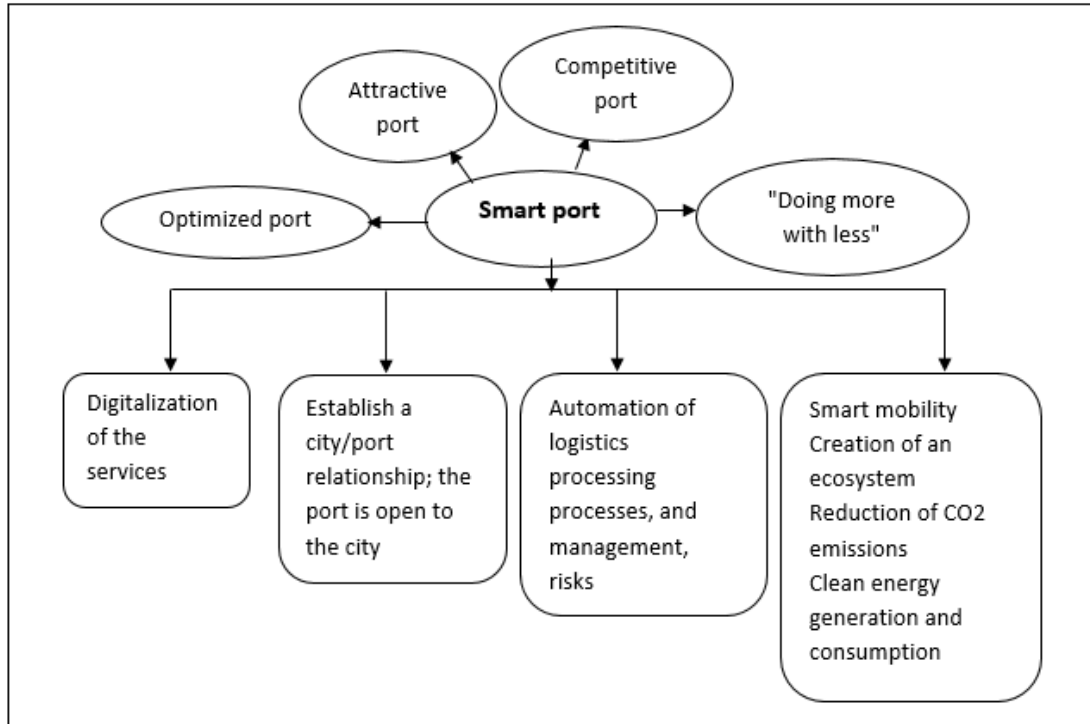 Competitive
port
Attractive
port
Smart port
"Doing more
with less"
Optimized port
Digitalization
of the
services
Establish a
city/port
relationship; the
port is open to
the city
Automation of
logistics
processing
processes, and
management,
risks
Smart mobility
Creation of an
ecosystem
Reduction of CO2
emissions
Clean energy
generation and
consumption